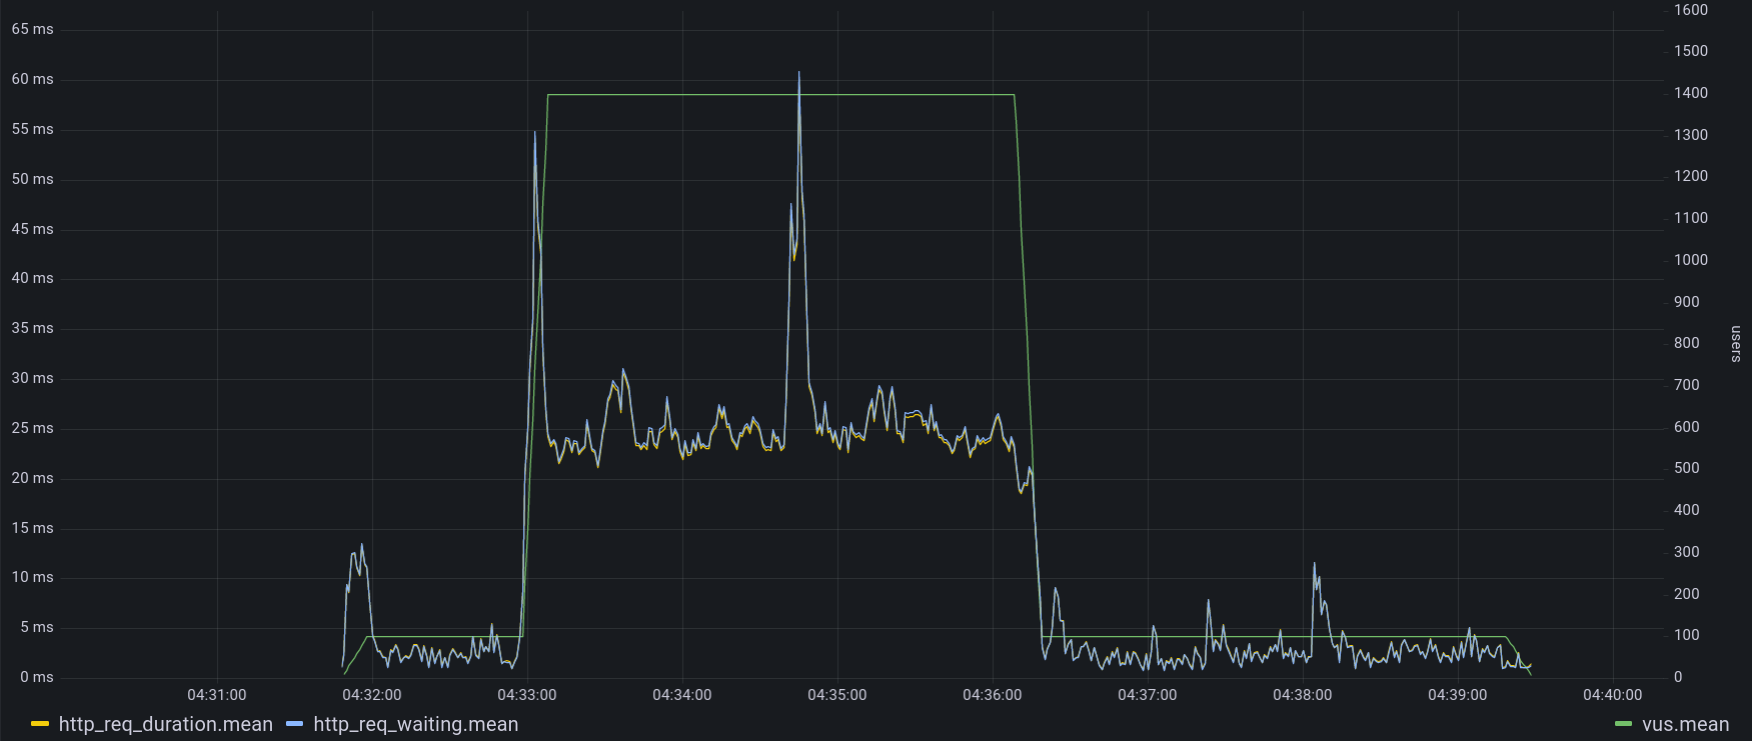 65 ms
60 ms
55 ms
50 ms
45 ms
40 ms
35 ms
30 ms
25 ms
20 ms
15 ms
10 ms
5 ms
0 ms
1600
1500
1400
1300
1200
1100
1000
900
800
700
600
500
400
300
200
100
0
users
04:31:00 04:32:00 04:33:00 04:34:00 04:35:00 04:36:00 04:37:00 04:38:00 04:39:00 04:40:00
http_req_duration.mean http_req_waiting.mean vus.mean